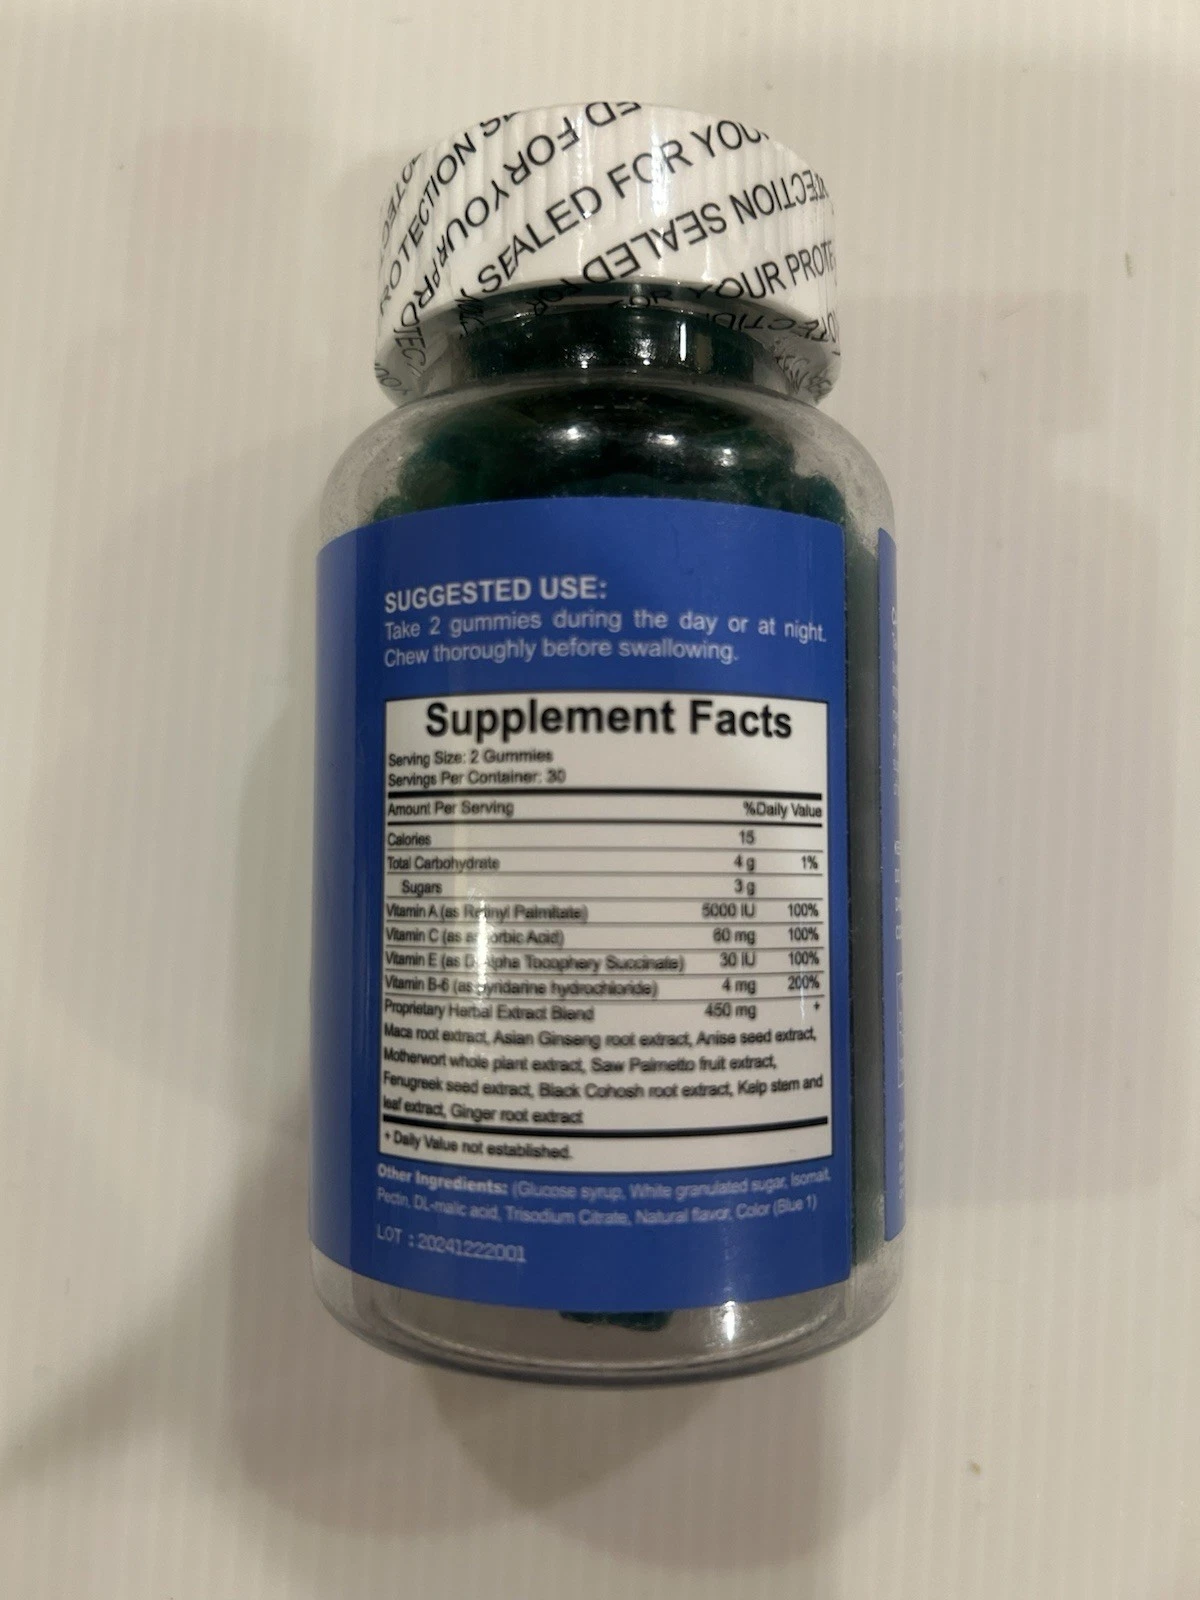 PROTECTION
FOR YOUR
SEALED FOR YOU
SEALED
YOUR
SUGGESTED USE:
Take 2 gummies during the day or at night.
Chew thoroughly before swallowing.
Supplement Facts
Serving Size: 2 Gummies
Servings Per Container: 30
Amount Per Serving %Daily Value
Calories 15
Total Carbohydrate 4 g 1%
Sugars 3 g
Vitamin A (as Retinyl Palmitate) 5000 IU 100%
Vitamin C (as Acid) 60 mg 100%
Vitamin E (as Succinate) 30 IU 100%
Vitamin B-6 (as hydrochloride) 4 mg 200%
Proprietary Herbal Extract Blend 450 mg +
Maca root extract, Asian Ginseng root extract, Anise seed extract,
Motherwort whole plant extract, Saw Palmetto fruit extract,
Fenugreek seed extract, Black Cohosh root extract, Kelp stem and
leaf extract, Ginger root extract
+ Daily Value not established.
Other Ingredients: (Glucose syrup, White granulated sugar, Isomalt,
Pectin, DL-malic acid, Trisodium Citrate, Natural flavor, Color (Blue 1)
LOT : 20241222001